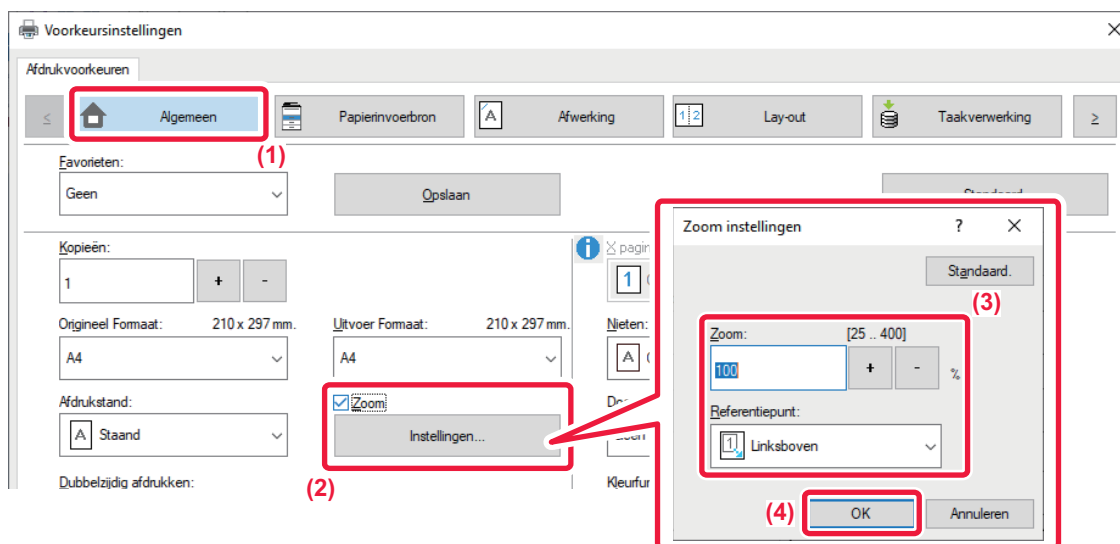 Voorkeursinstellingen
Afdrukvoorkeuren
< Algemeen Papierinvoerbron Afwerking Lay-out Taakverwerking >
(1)
Favorieten:
Geen Opslaan
Kopieën:
1 + -
Origineel Formaat: 210 x 297 mm. Uitvoer Formaat: 210 x 297 mm. Nieten:
A4 A4
Afdrukstand: Zoom
Staand Instellingen...
(2)
Dubbelzijdig afdrukken:
Zoom instellingen ? X
Standaard.
(3)
Zoom: [25 .. 400]
100 + - %
Referentiepunt:
1 Linksboven
(4) OK Annuleren